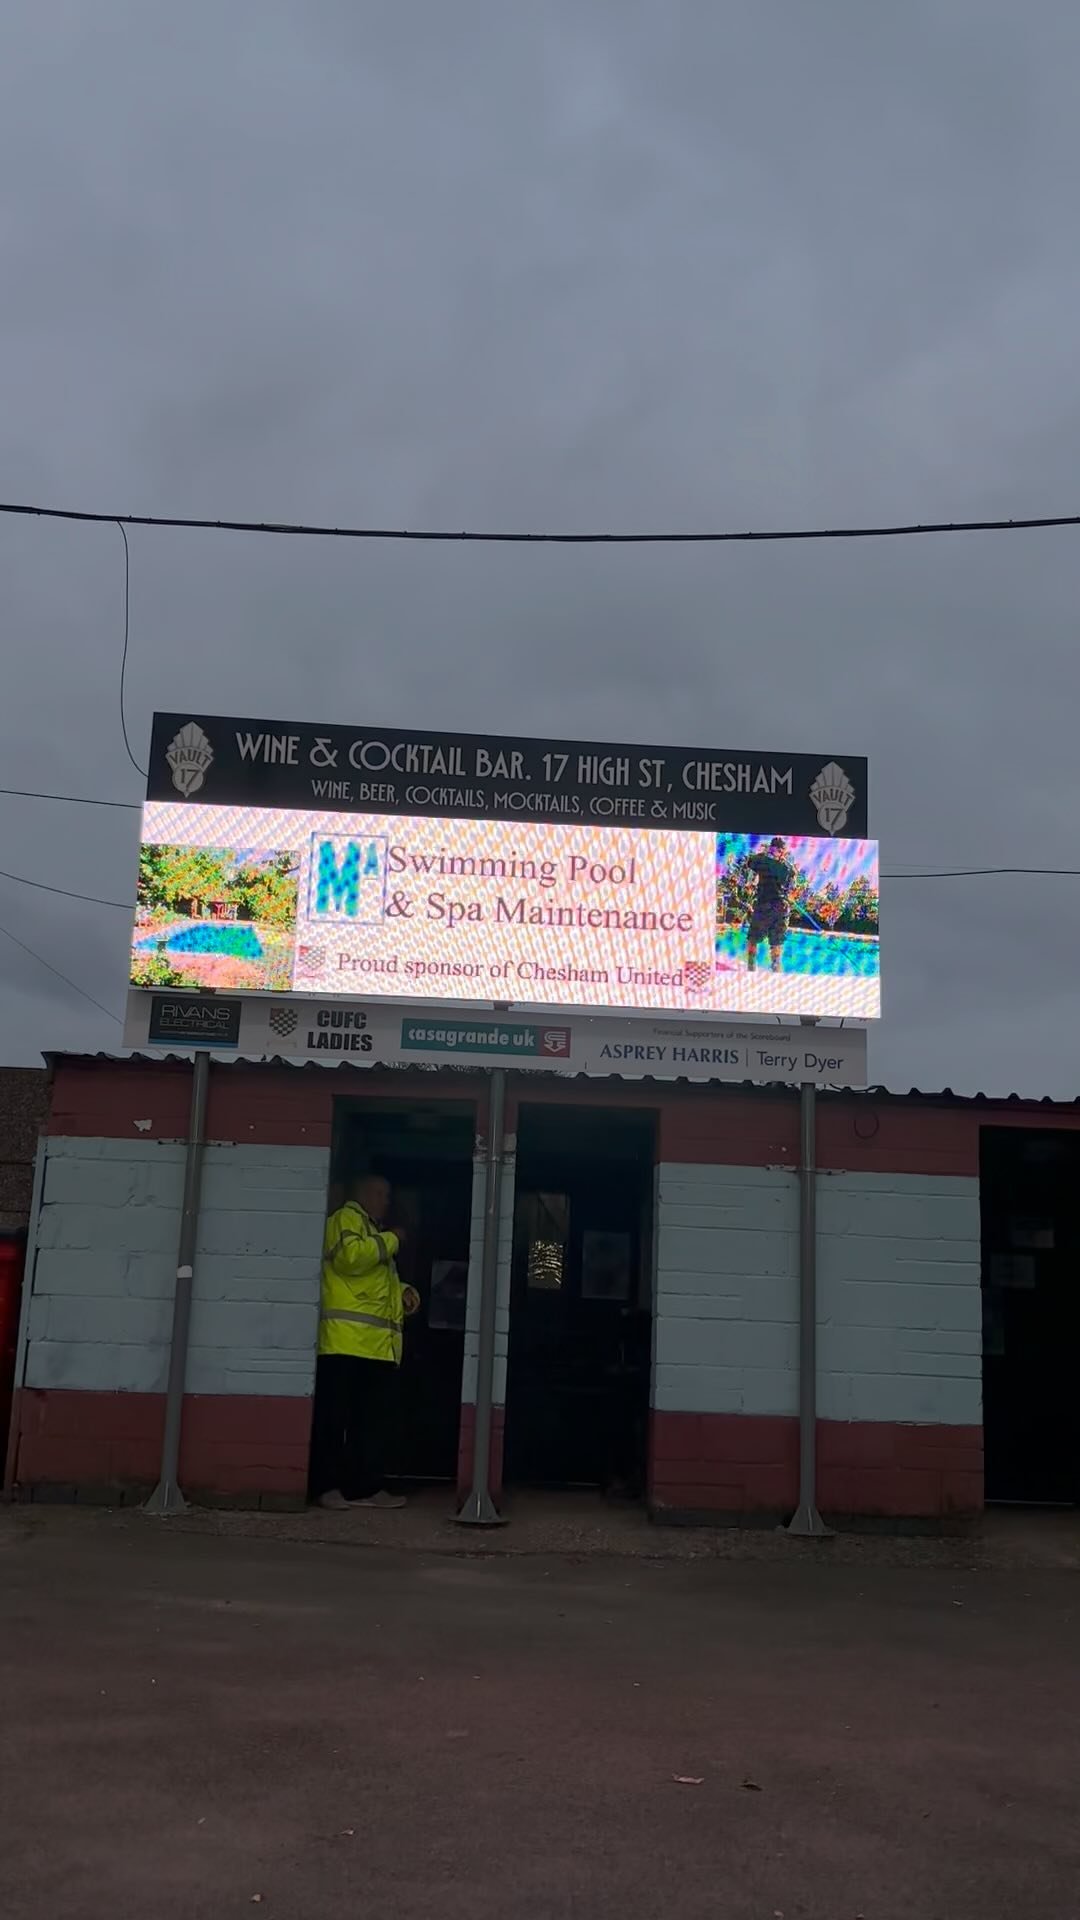 VAULT
17
WINE & COCKTAIL BAR. 17 HIGH ST, CHESHAM
WINE, BEER, COCKTAILS, MOCKTAILS, COFFEE & MUSIC
VAULT
17
MA
Swimming Pool
& Spa Maintenance
Proud sponsor of Chesham United
RIVANS
ELECTRICAL
CUFC
LADIES
casagrande uk
Financial Supporters of the Scoreboard
ASPREY HARRIS | Terry Dyer